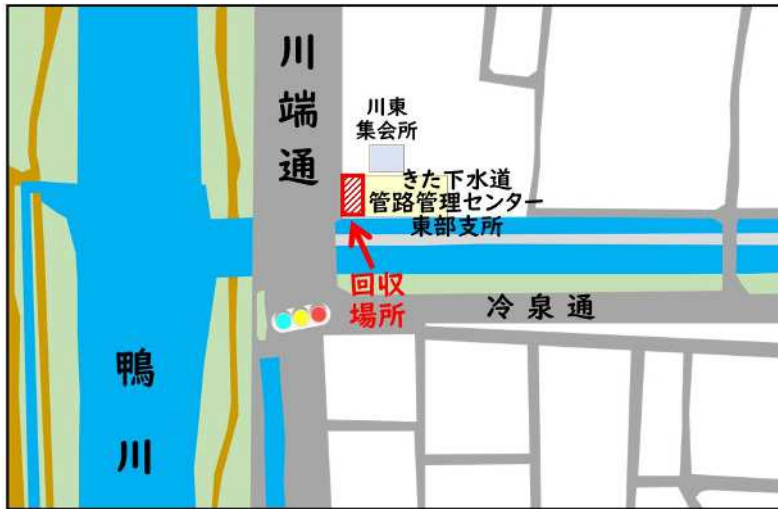 川端通
川東
集会所
きた下水道
管路管理センター
東部支所
回収
場所
冷泉通
鴨川